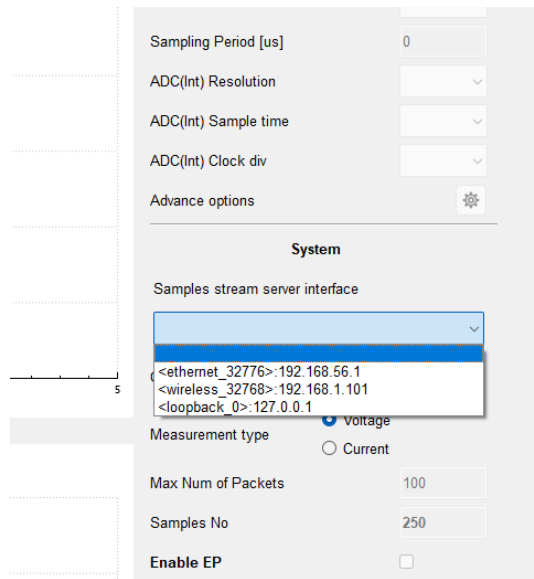 Sampling Period [us]
0
ADC(Int) Resolution
ADC(Int) Sample time
ADC(Int) Clock div
Advance options
System
Samples stream server interface
<ethernet_32776>:192.168.56.1
<wireless_32768>:192.168.1.101
<loopback_0>:127.0.0.1
5
Voltage
Measurement type
Current
Max Num of Packets
100
Samples No
250
Enable EP